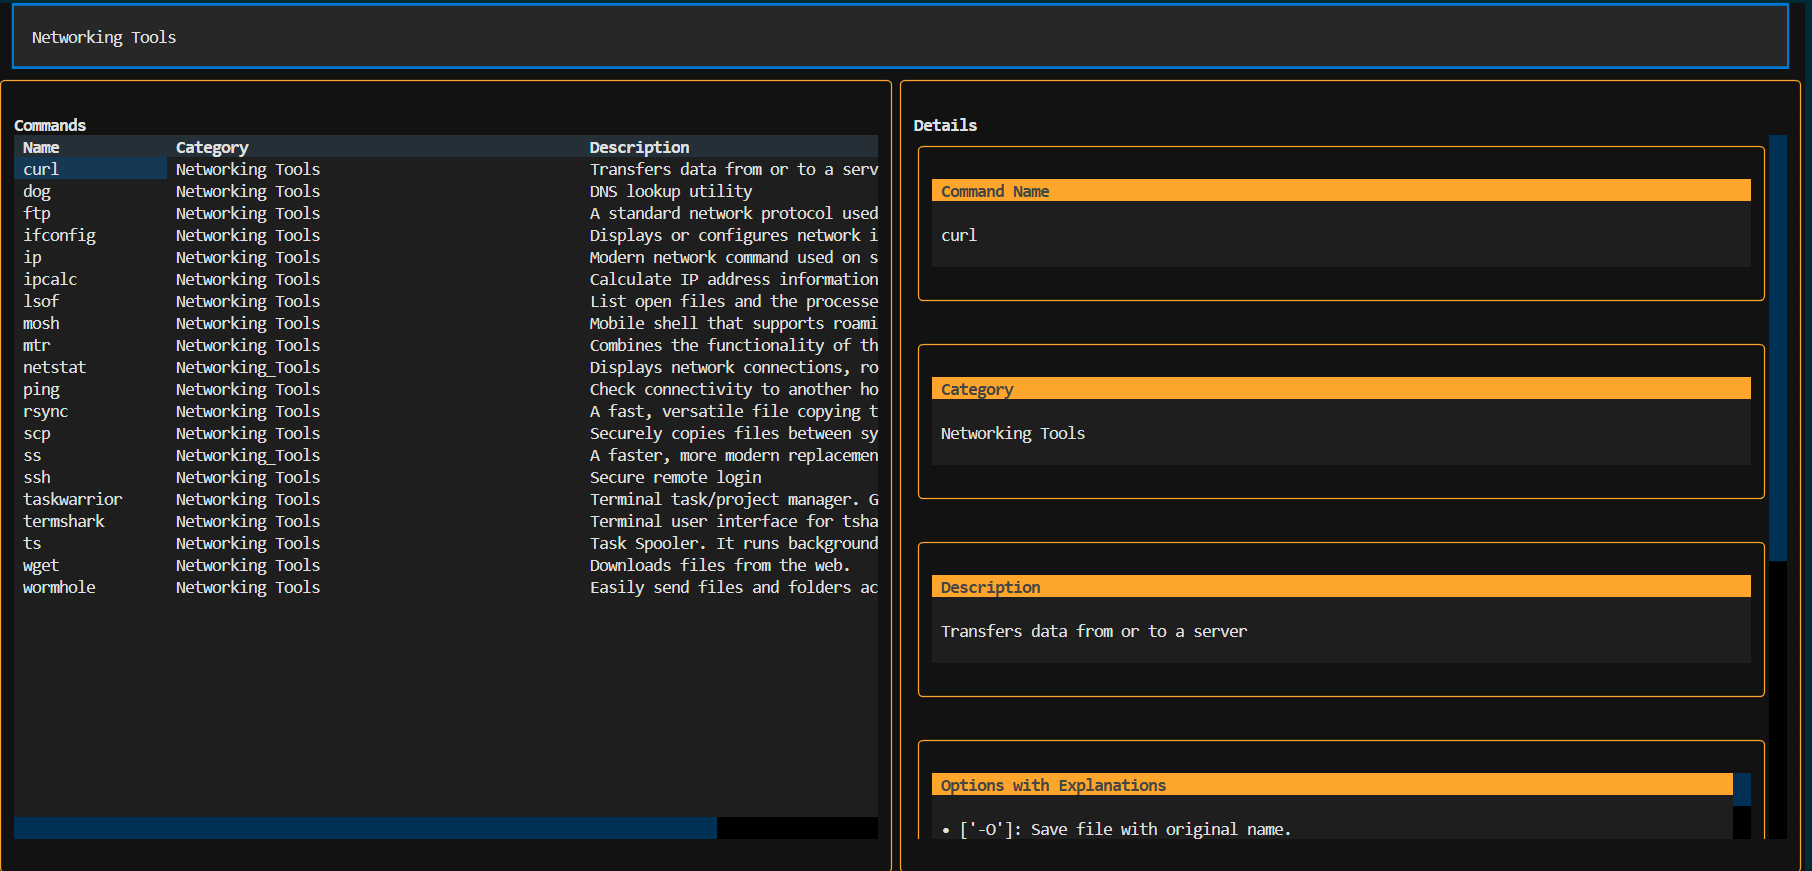 Networking Tools
Commands
Name Category Description
curl Networking Tools Transfers data from or to a serv
dog Networking Tools DNS lookup utility
ftp Networking Tools A standard network protocol used
ifconfig Networking Tools Displays or configures network i
ip Networking Tools Modern network command used on s
ipcalc Networking Tools Calculate IP address information
lsof Networking Tools List open files and the processe
mosh Networking Tools Mobile shell that supports roami
mtr Networking Tools Combines the functionality of th
netstat Networking_Tools Displays network connections, ro
ping Networking Tools Check connectivity to another ho
rsync Networking Tools A fast, versatile file copying t
scp Networking Tools Securely copies files between sy
ss Networking_Tools A faster, more modern replacemen
ssh Networking Tools Secure remote login
taskwarrior Networking Tools Terminal task/project manager. G
termshark Networking Tools Terminal user interface for tsha
ts Networking Tools Task Spooler. It runs background
wget Networking Tools Downloads files from the web.
wormhole Networking Tools Easily send files and folders ac
Details
Command Name
curl
Category
Networking Tools
Description
Transfers data from or to a server
Options with Explanations
• ['-O']: Save file with original name.